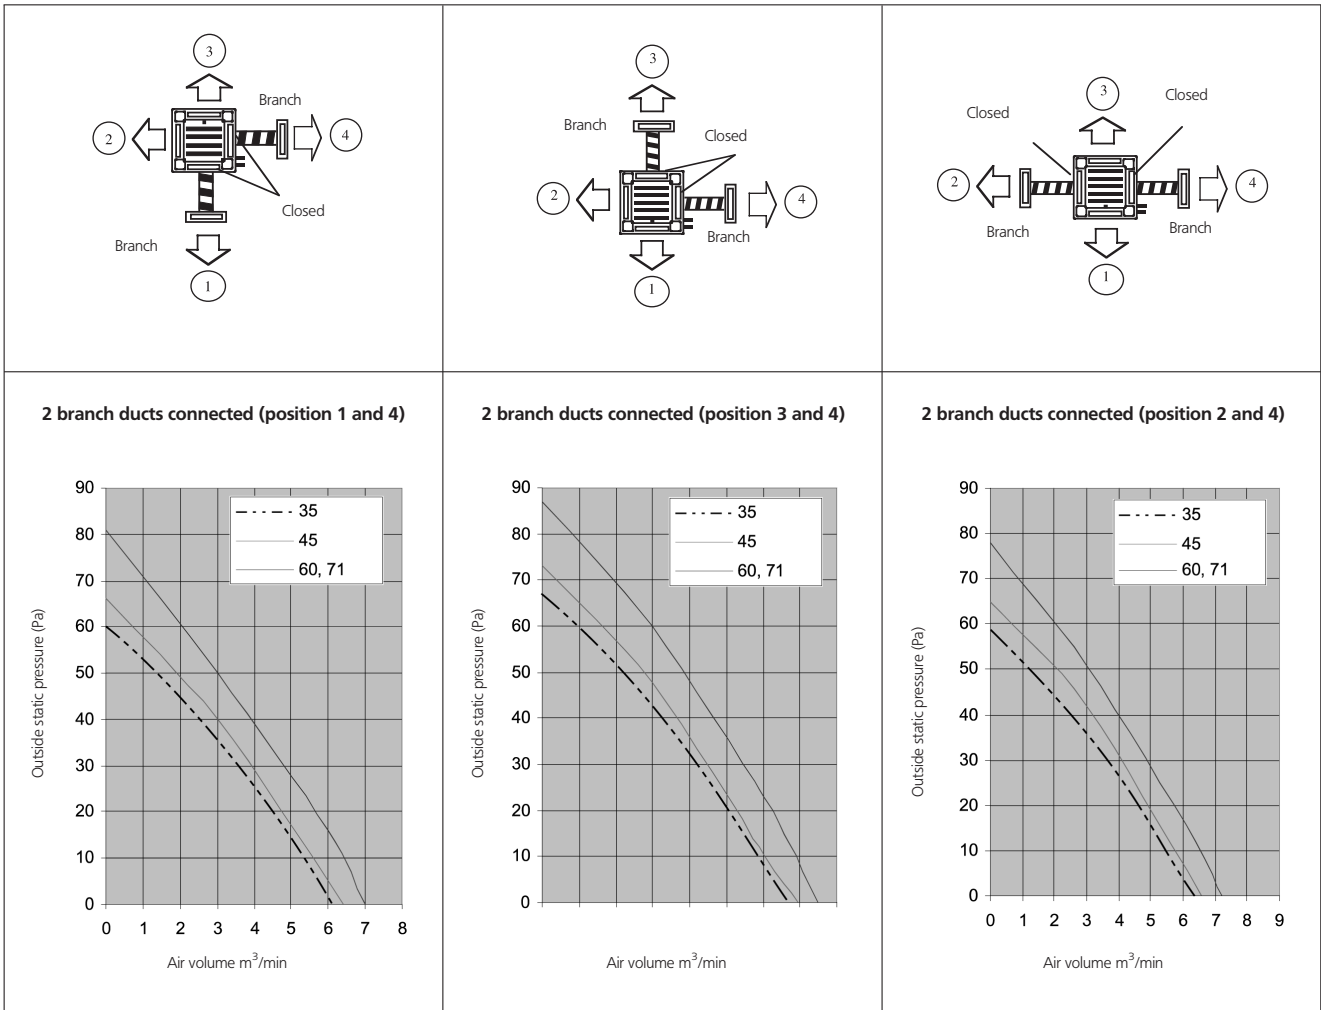 3
Branch
2
4
Closed
Branch
1
3
Branch
Closed
2
4
Branch
1
3
Closed
Closed
2
4
Branch
Branch
1
2 branch ducts connected (position 1 and 4)
Outside static pressure (Pa)
90
80
70
60
50
40
30
20
10
0
35
45
60, 71
0 1 2 3 4 5 6 7 8
Air volume m³/min
2 branch ducts connected (position 3 and 4)
Outside static pressure (Pa)
90
80
70
60
50
40
30
20
10
0
35
45
60, 71
Air volume m³/min
2 branch ducts connected (position 2 and 4)
Outside static pressure (Pa)
90
80
70
60
50
40
30
20
10
0
35
45
60, 71
0 1 2 3 4 5 6 7 8 9
Air volume m³/min